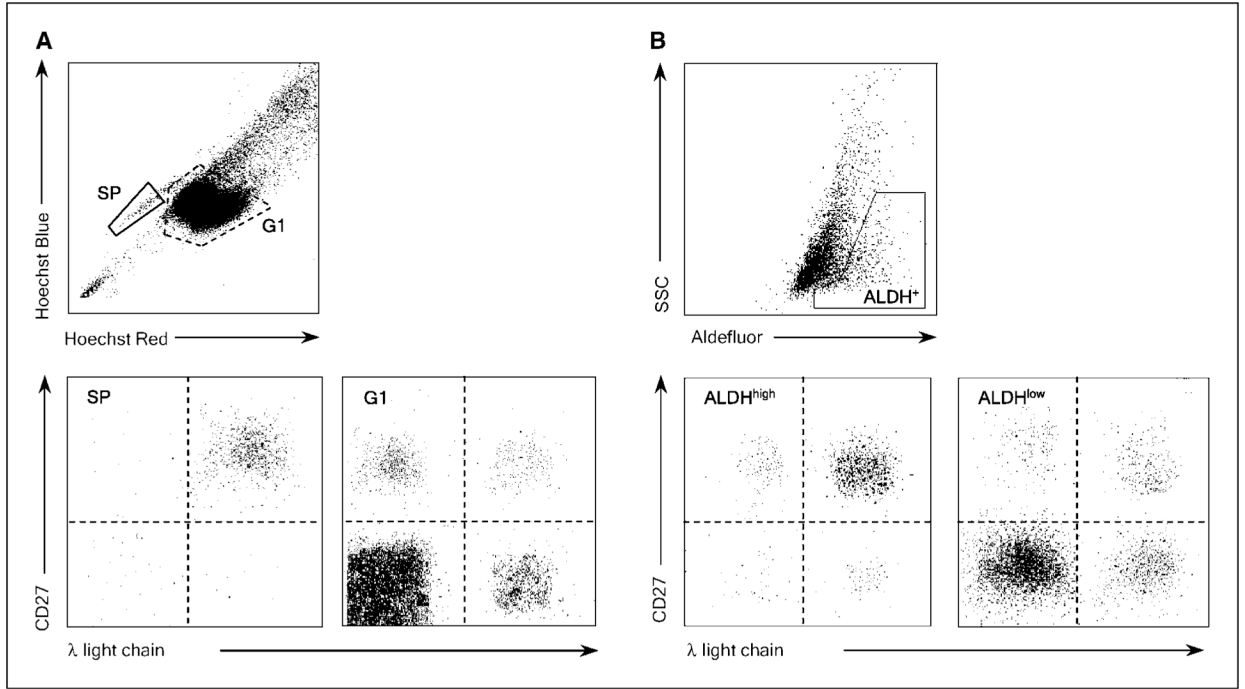 A
Hoechst Blue
SP
G1
Hoechst Red
B
SSC
ALDH+
Aldefluor
CD27
SP
G1
λ light chain
CD27
ALDHhigh
ALDHlow
λ light chain